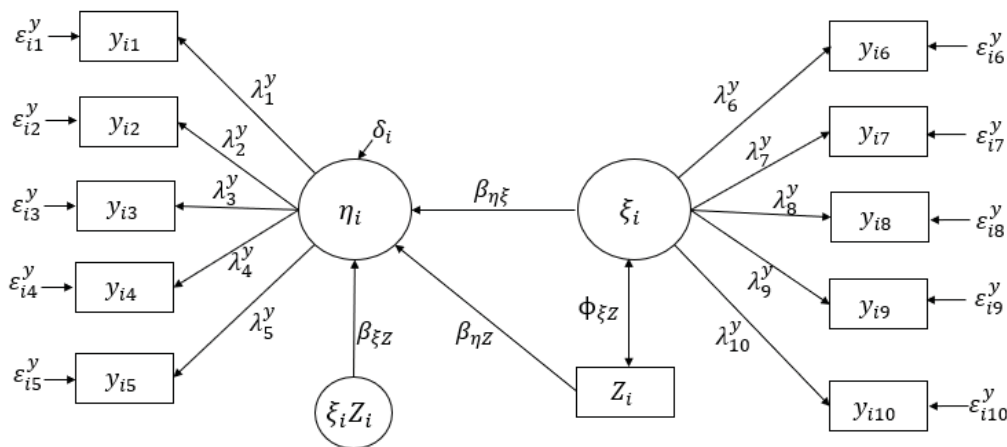 ε_{i1}^y y_{i1}
λ_1^y
ε_{i2}^y y_{i2}
λ_2^y
δ_i
ε_{i3}^y y_{i3}
λ_3^y
η_i
β_{ηξ}
ξ_i
ε_{i4}^y y_{i4}
λ_4^y
ε_{i5}^y y_{i5}
λ_5^y
β_{ξZ}
β_{ηZ}
ϕ_{ξZ}
ξ_iZ_i
Z_i
λ_6^y
y_{i6} ε_{i6}^y
λ_7^y
y_{i7} ε_{i7}^y
λ_8^y
y_{i8} ε_{i8}^y
λ_9^y
y_{i9} ε_{i9}^y
λ_{10}^y
y_{i10} ε_{i10}^y